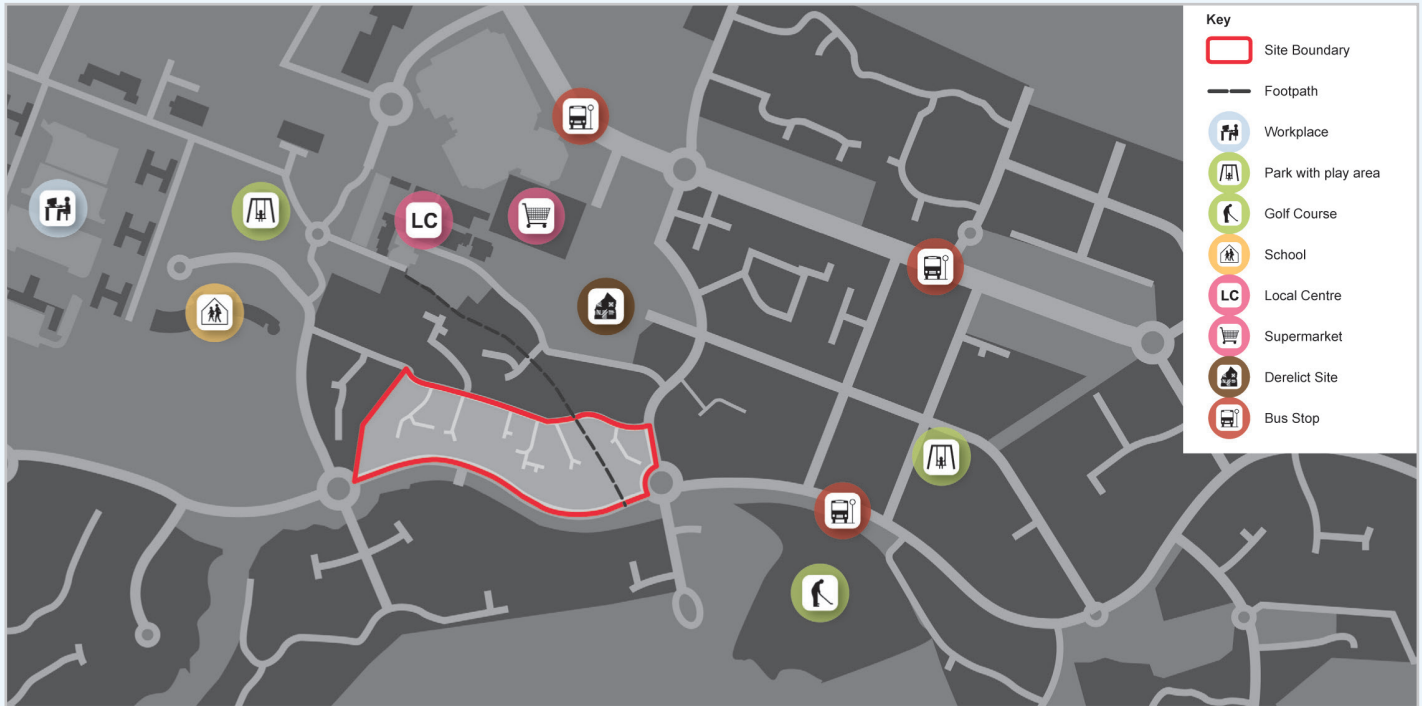 LC
Key
Site Boundary
Footpath
Workplace
Park with play area
Golf Course
School
LC Local Centre
Supermarket
Derelict Site
Bus Stop